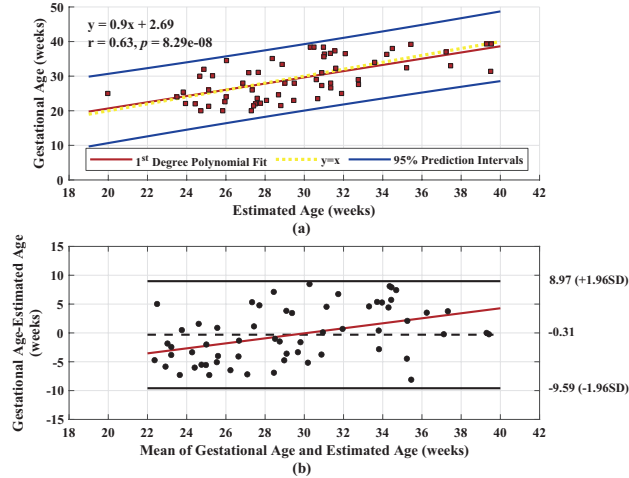 (a)
y = 0.9x + 2.69
r = 0.63, p = 8.29e-08
Gestational Age (weeks)
50
40
30
20
10
0
1st Degree Polynomial Fit
y=x
95% Prediction Intervals
18 20 22 24 26 28 30 32 34 36 38 40 42
Estimated Age (weeks)
(a)
Gestational Age-Estimated Age
(weeks)
15
10
5
0
-5
-10
-15
8.97 (+1.96SD)
-0.31
-9.59 (-1.96SD)
18 20 22 24 26 28 30 32 34 36 38 40 42
Mean of Gestational Age and Estimated Age (weeks)
(b)